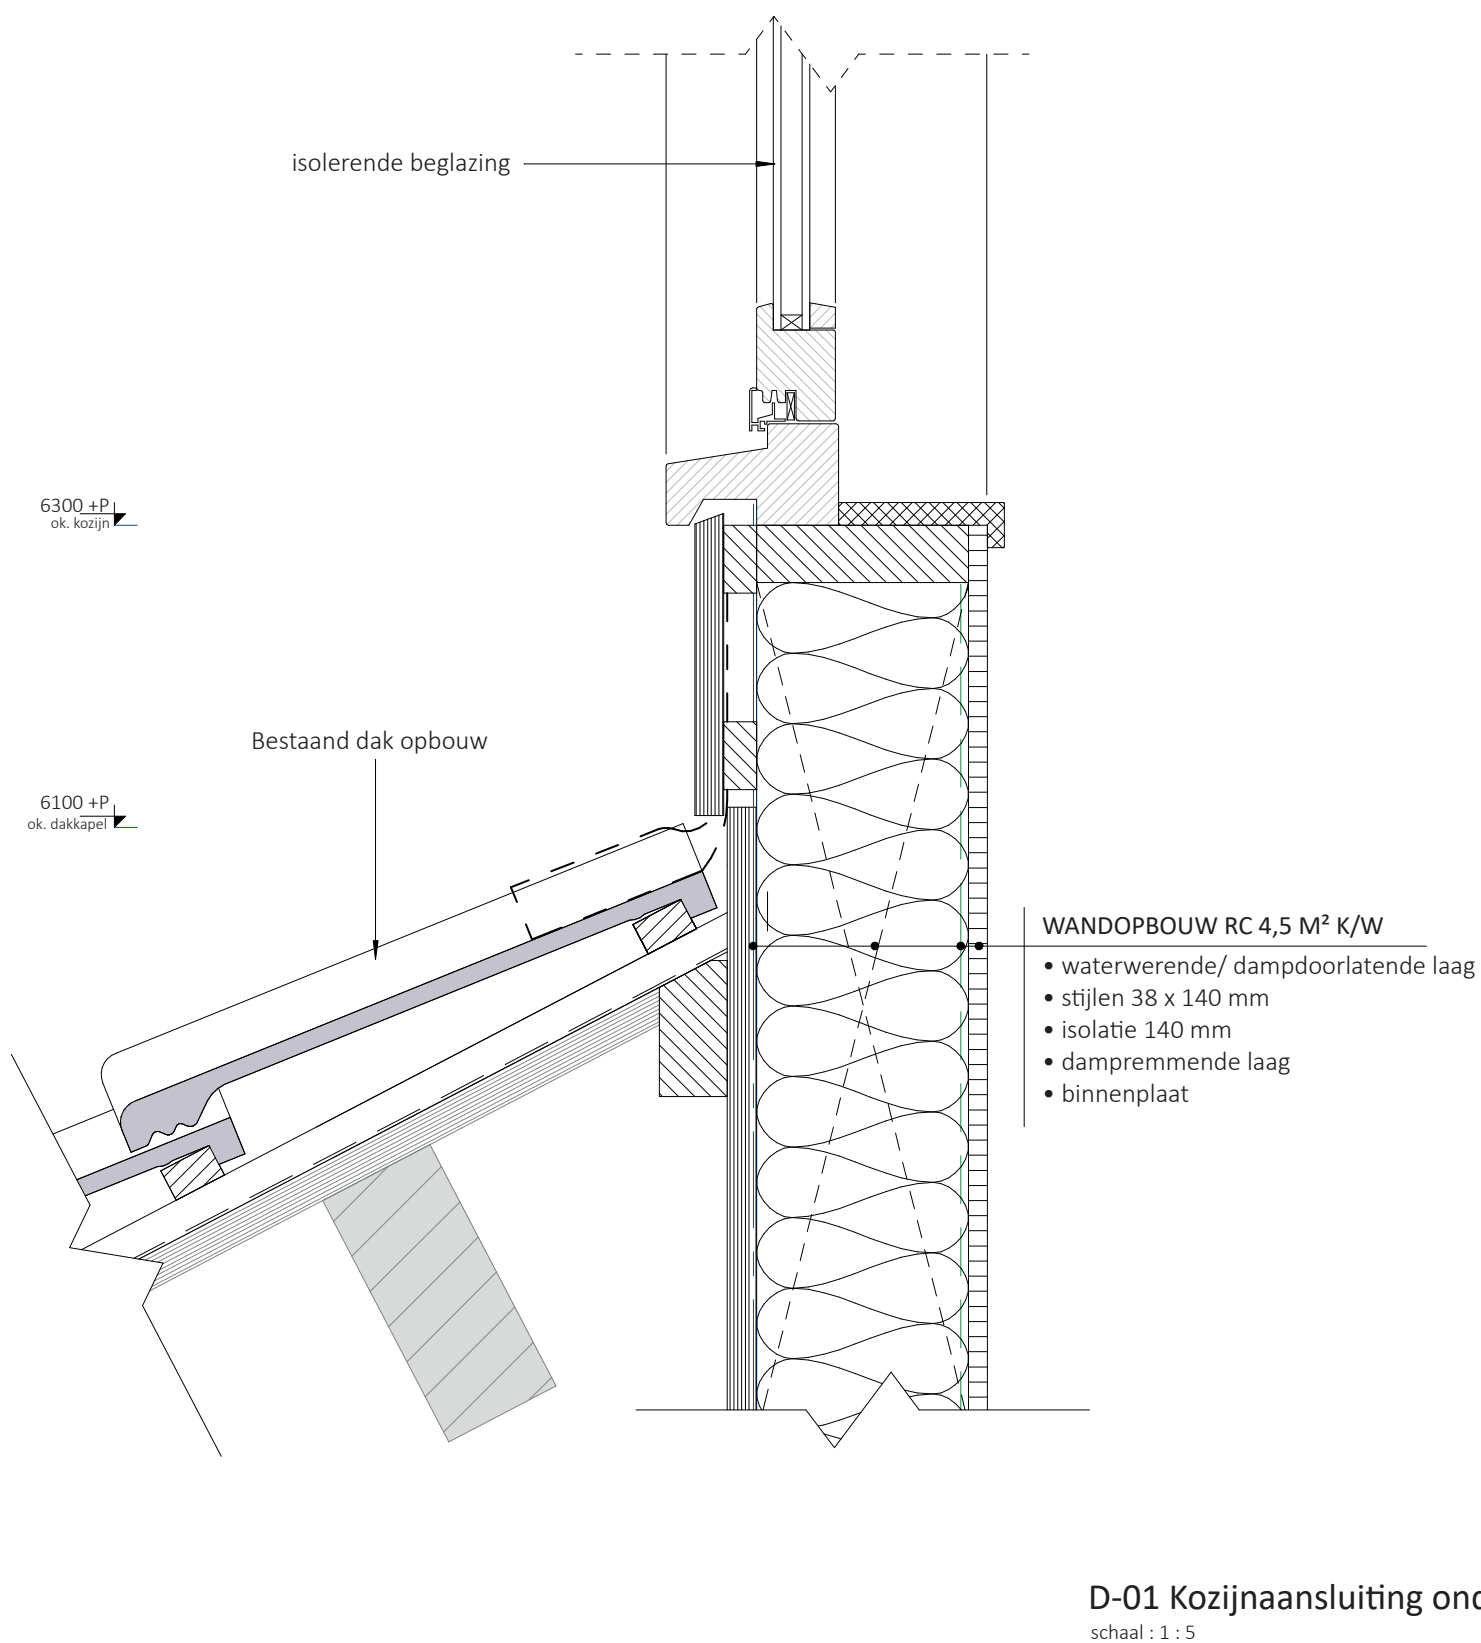 isolerende beglazing
6300 +P
ok. kozijn
Bestaand dak opbouw
6100 +P
ok. dakkapel
WANDOPBOUW RC 4,5 M² K/W
• waterwerende/ dampdoorlatende laag
• stijlen 38 x 140 mm
• isolatie 140 mm
• dampremmende laag
• binnenplaat
D-01 Kozijnaansluiting
schaal : 1 : 5